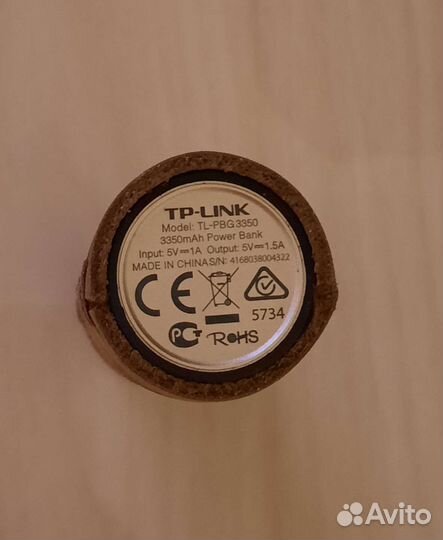 TP-LINK
Model: TL-PBG3350
3350mAh Power Bank
Input: 5V⎓1A Output: 5V⎓1.5A
MADE IN CHINA S/N: 4168038004322
CE
5734
PCT RoHS
Avito